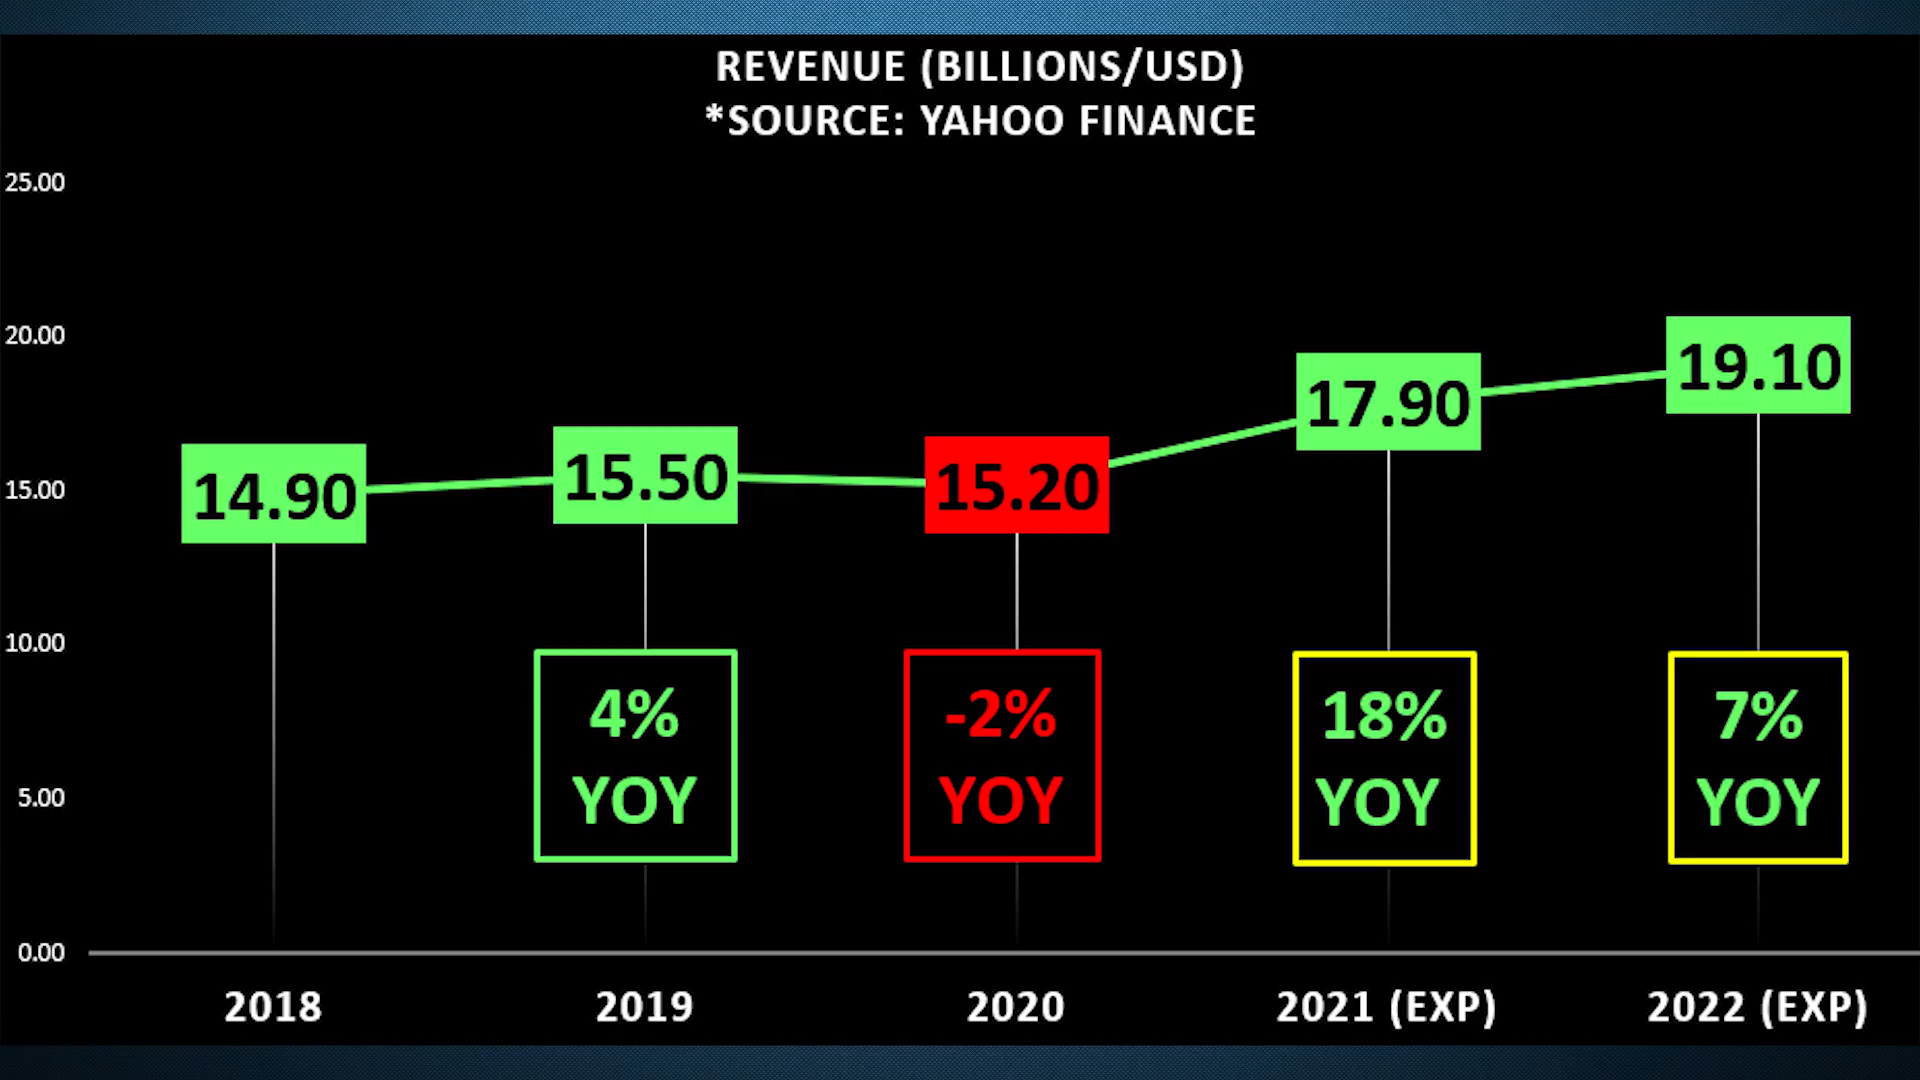 REVENUE (BILLIONS/USD)
*SOURCE: YAHOO FINANCE
25.00
20.00
15.00
10.00
5.00
0.00
14.90
15.50
15.20
17.90
19.10
4%
YOY
-2%
YOY
18%
YOY
7%
YOY
2018
2019
2020
2021 (EXP)
2022 (EXP)